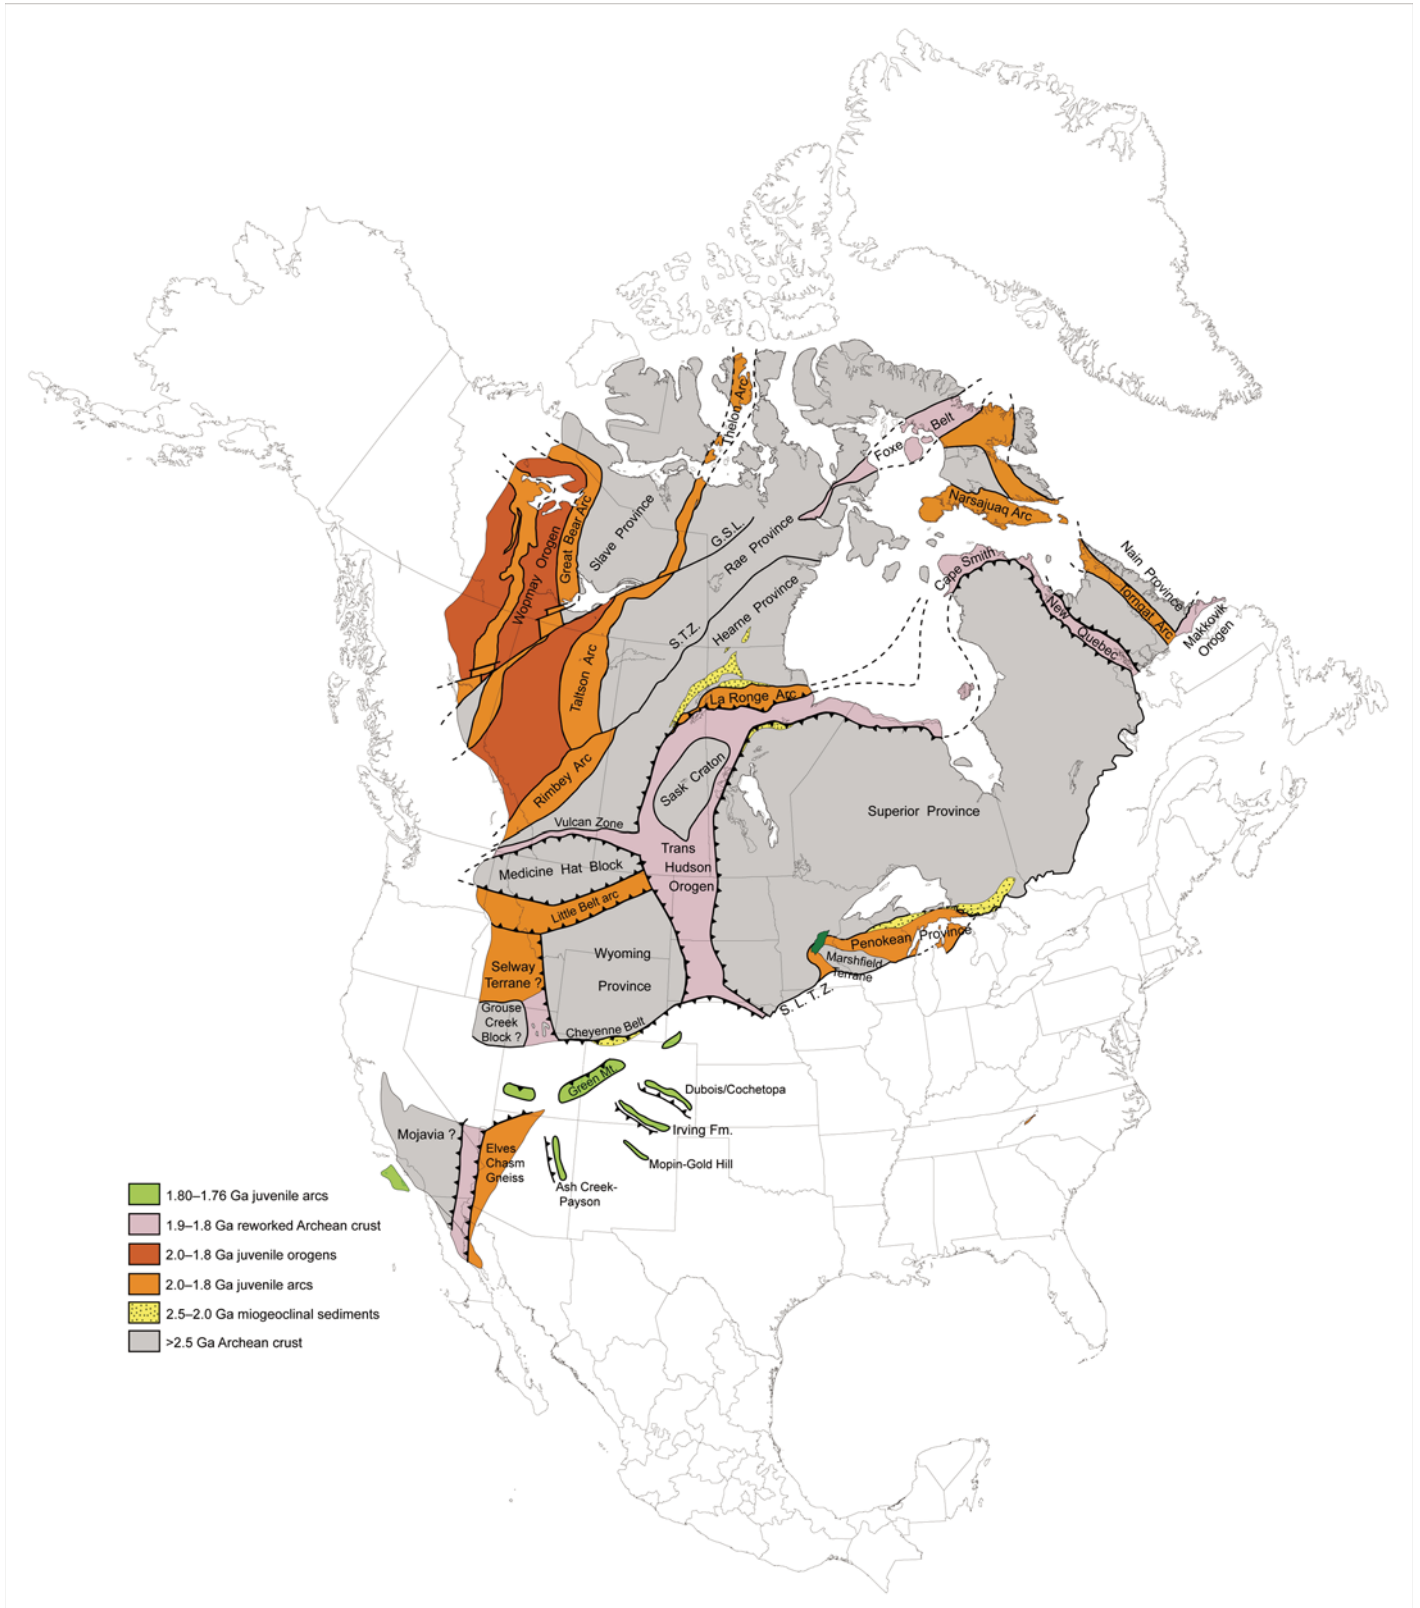 Thelon Arc
Foxe Belt
Narsajuaq Arc
Great Bear Arc
Wopmay Orogen
Slave Province
G.S.L.
Rae Province
Cape Smith
Nain Province
Torngat Arc
Makkovik
Orogen
New Quebec
S.T.Z.
Hearne Province
Taltson Arc
La Ronge Arc
Rimbey Arc
Sask Craton
Superior Province
Vulcan Zone
Trans
Hudson
Orogen
Medicine Hat Block
Little Belt arc
Penokean Province
Marshfield
Terrane
Wyoming
Province
Selway
Terrane ?
S. L. T. Z.
Grouse
Creek
Block ?
Cheyenne Belt
Green Mt.
Dubois/Cochetopa
Irving Fm.
Mojavia ?
Elves
Chasm
Gneiss
Mopin-Gold Hill
Ash Creek-
Payson
1.80–1.76 Ga juvenile arcs
1.9–1.8 Ga reworked Archean crust
2.0–1.8 Ga juvenile orogens
2.0–1.8 Ga juvenile arcs
2.5–2.0 Ga miogeoclinal sediments
>2.5 Ga Archean crust